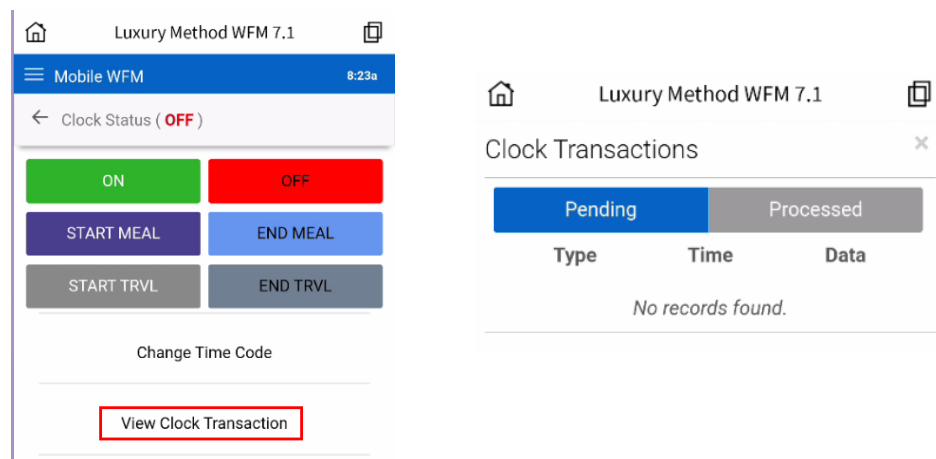 Luxury Method WFM 7.1
Mobile WFM 8:23a
Clock Status ( OFF )
ON OFF
START MEAL END MEAL
START TRVL END TRVL
Change Time Code
View Clock Transaction
Luxury Method WFM 7.1
Clock Transactions ×
Pending Processed
Type Time Data
No records found.